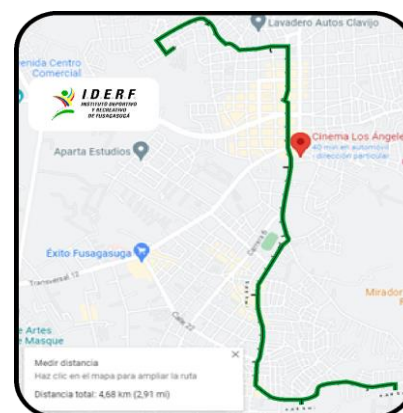 Lavadero Autos Clavijo
enida Centro
Comercial
IDERF
INSTITUTO DEPORTIVO
Y RECREATIVO
DE FUSAGASUGÁ
Cinema Los Ángele
40 min en automóvil
- dirección particular
Aparta Estudios
Carrera 6
Éxito Fusagasuga
Transversal 12
Mirador
Calle 22
e Artes
e Masque
Medir distancia
Haz clic en el mapa para ampliar la ruta
Distancia total: 4,68 km (2,91 mi)